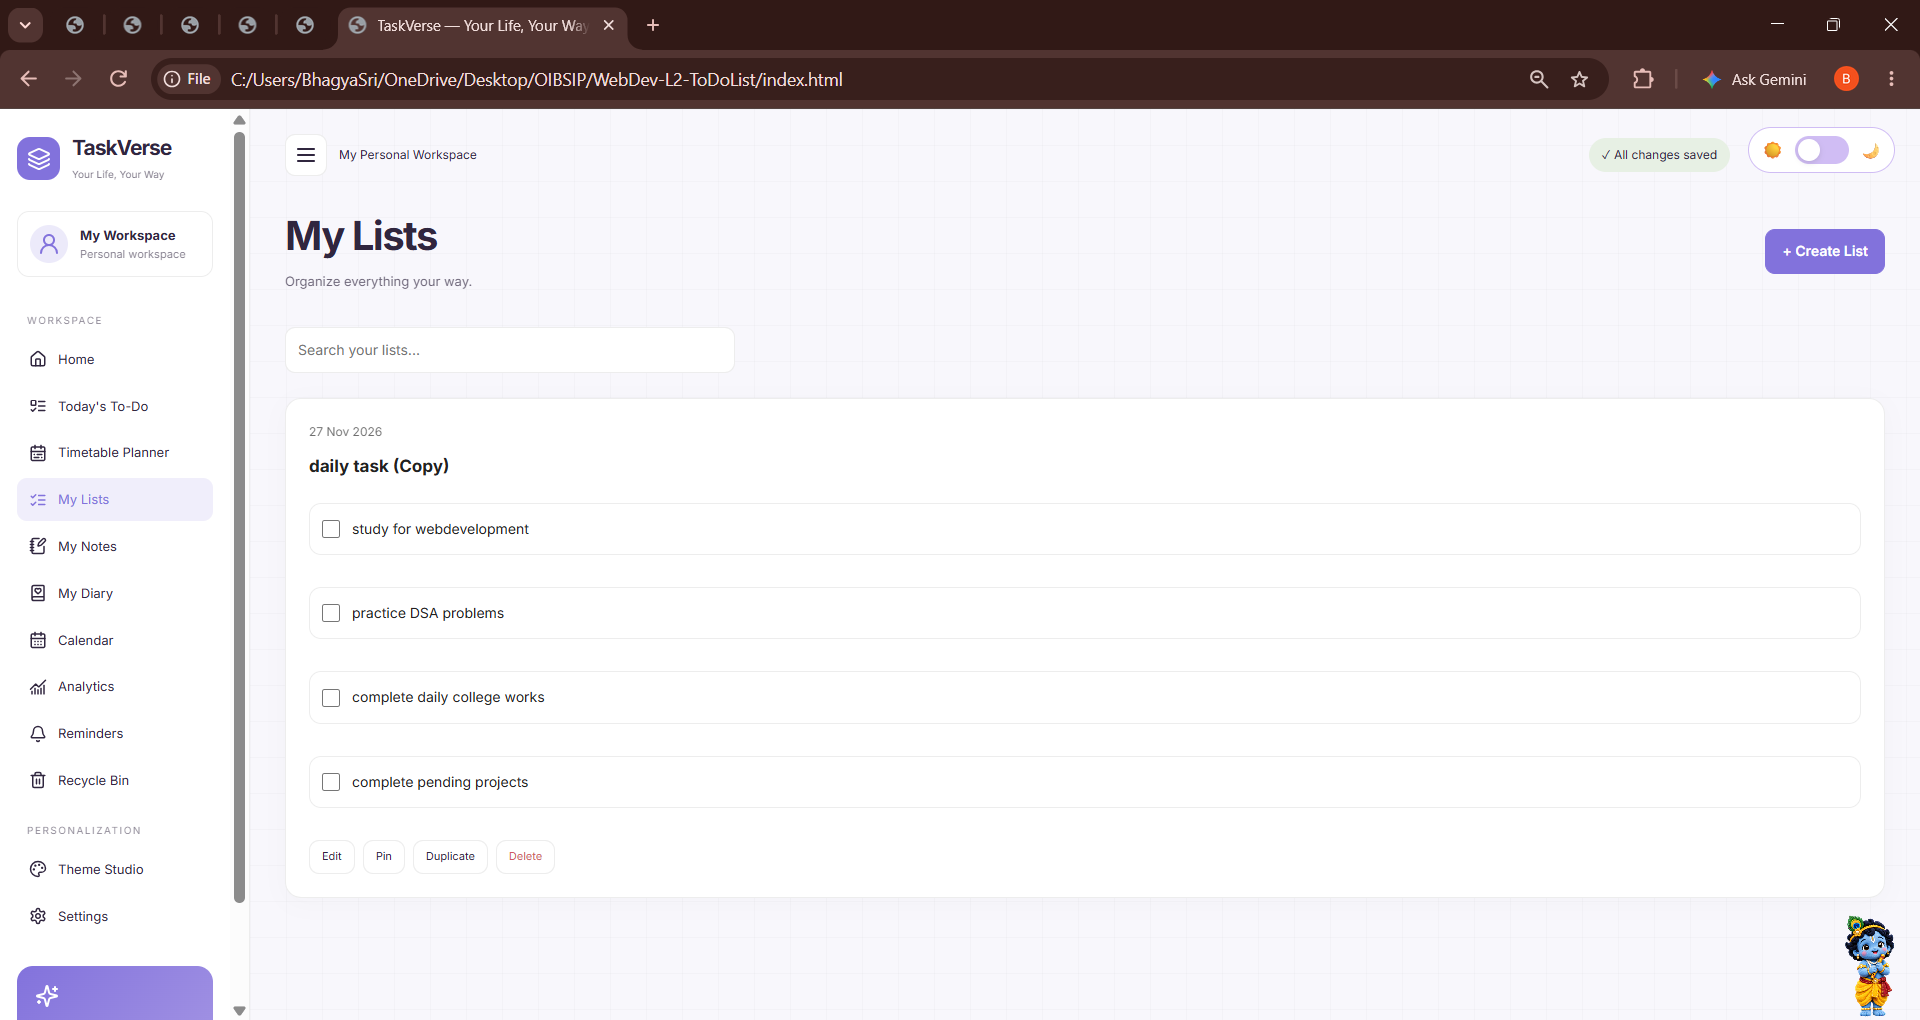 TaskVerse — Your Life, Your Way
File
C:/Users/BhagyaSri/OneDrive/Desktop/OIBSIP/WebDev-L2-ToDoList/index.html
Ask Gemini
B
TaskVerse
Your Life, Your Way
My Workspace
Personal workspace
WORKSPACE
Home
Today's To-Do
Timetable Planner
My Lists
My Notes
My Diary
Calendar
Analytics
Reminders
Recycle Bin
PERSONALIZATION
Theme Studio
Settings
My Personal Workspace
✓ All changes saved
My Lists
Organize everything your way.
+ Create List
Search your lists...
27 Nov 2026
daily task (Copy)
study for webdevelopment
practice DSA problems
complete daily college works
complete pending projects
Edit
Pin
Duplicate
Delete